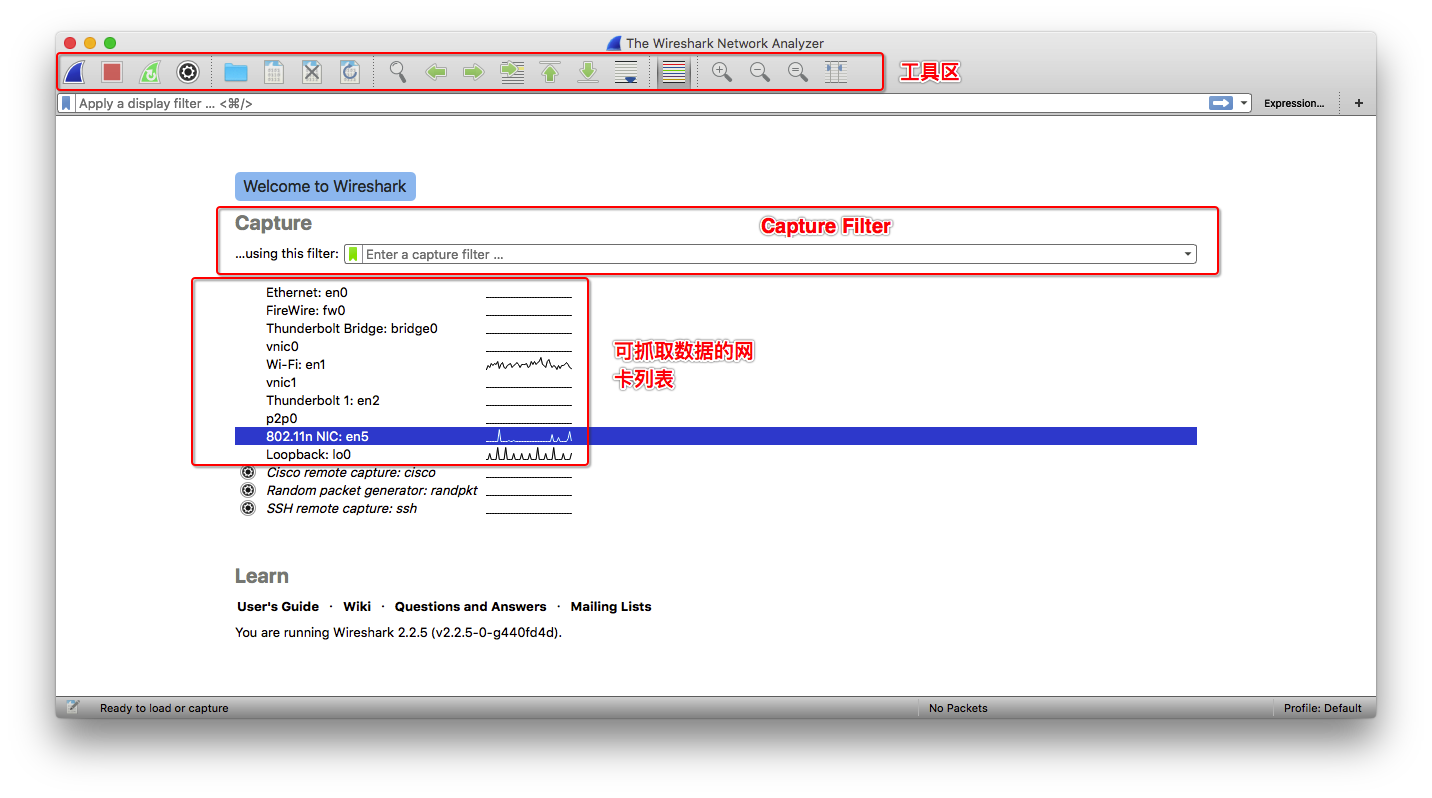 The Wireshark Network Analyzer
工具区
Apply a display filter ... <⌘/>
Expression...
+
Welcome to Wireshark
Capture
Capture Filter
...using this filter:
Enter a capture filter ...
Ethernet: en0
FireWire: fw0
Thunderbolt Bridge: bridge0
vnic0
Wi-Fi: en1
vnic1
Thunderbolt 1: en2
p2p0
802.11n NIC: en5
Loopback: lo0
可抓取数据的网
卡列表
Cisco remote capture: cisco
Random packet generator: randpkt
SSH remote capture: ssh
Learn
User's Guide · Wiki · Questions and Answers · Mailing Lists
You are running Wireshark 2.2.5 (v2.2.5-0-g440fd4d).
Ready to load or capture
No Packets
Profile: Default